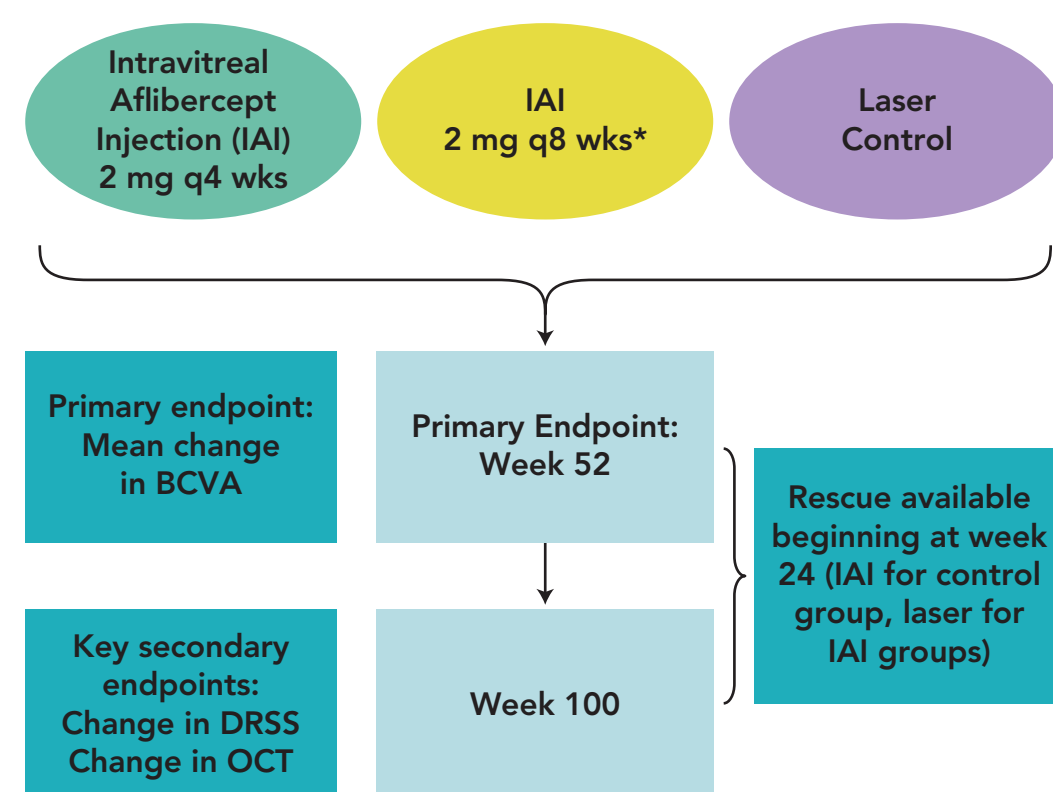 Intravitreal
Aflibercept
Injection (IAI)
2 mg q4 wks
IAI
2 mg q8 wks*
Laser
Control
Primary endpoint:
Mean change
in BCVA
Primary Endpoint:
Week 52
Rescue available
beginning at week
24 (IAI for control
group, laser for
IAI groups)
Key secondary
endpoints:
Change in DRSS
Change in OCT
Week 100